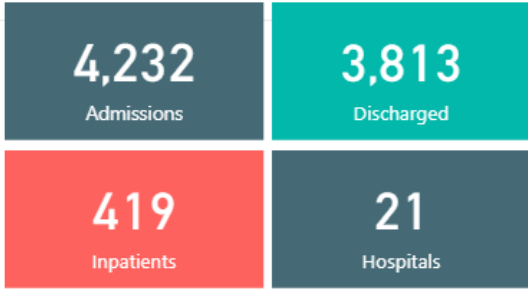 4,232
Admissions
3,813
Discharged
419
Inpatients
21
Hospitals